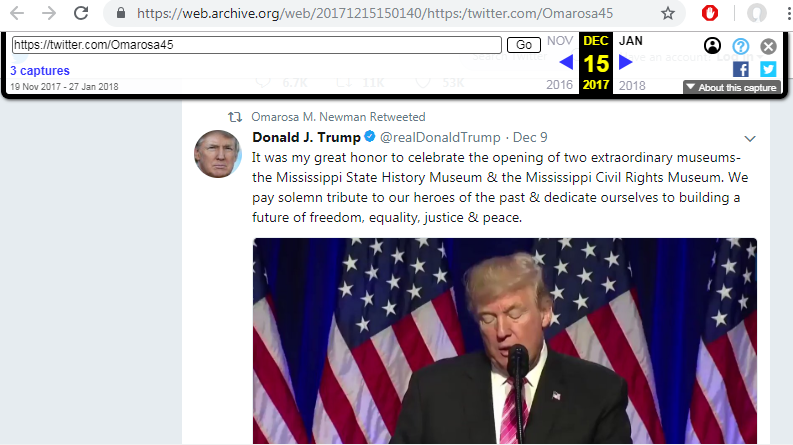 https://web.archive.org/web/20171215150140/https:/twitter.com/Omarosa45
https://twitter.com/Omarosa45
Go
NOV
DEC
JAN
3 captures
15
19 Nov 2017 - 27 Jan 2018
2016
2017
2018
About this capture
6.7K 11K 53K
Omarosa M. Newman Retweeted
Donald J. Trump @realDonaldTrump · Dec 9
It was my great honor to celebrate the opening of two extraordinary museums-
the Mississippi State History Museum & the Mississippi Civil Rights Museum. We
pay solemn tribute to our heroes of the past & dedicate ourselves to building a
future of freedom, equality, justice & peace.